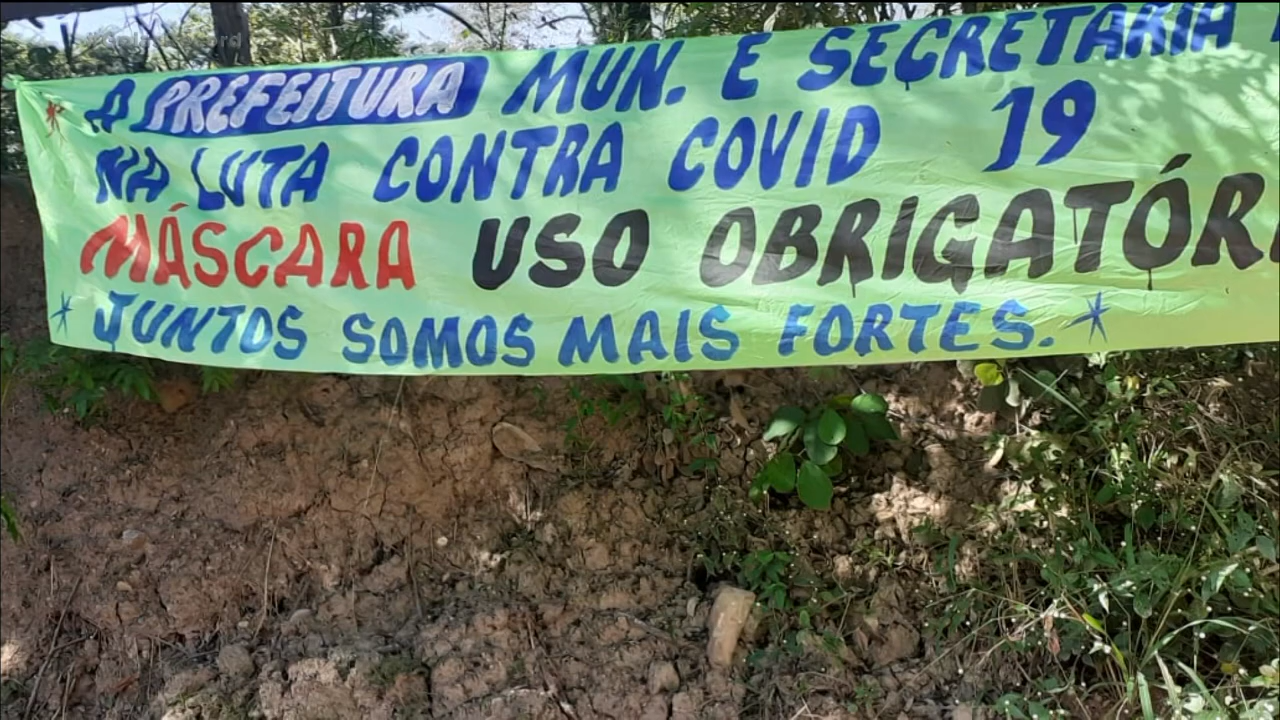 A PREFEITURA MUN. E SECRETARIA
NA LUTA CONTRA COVID 19
MÁSCARA USO OBRIGATÓRI
JUNTOS SOMOS MAIS FORTES.